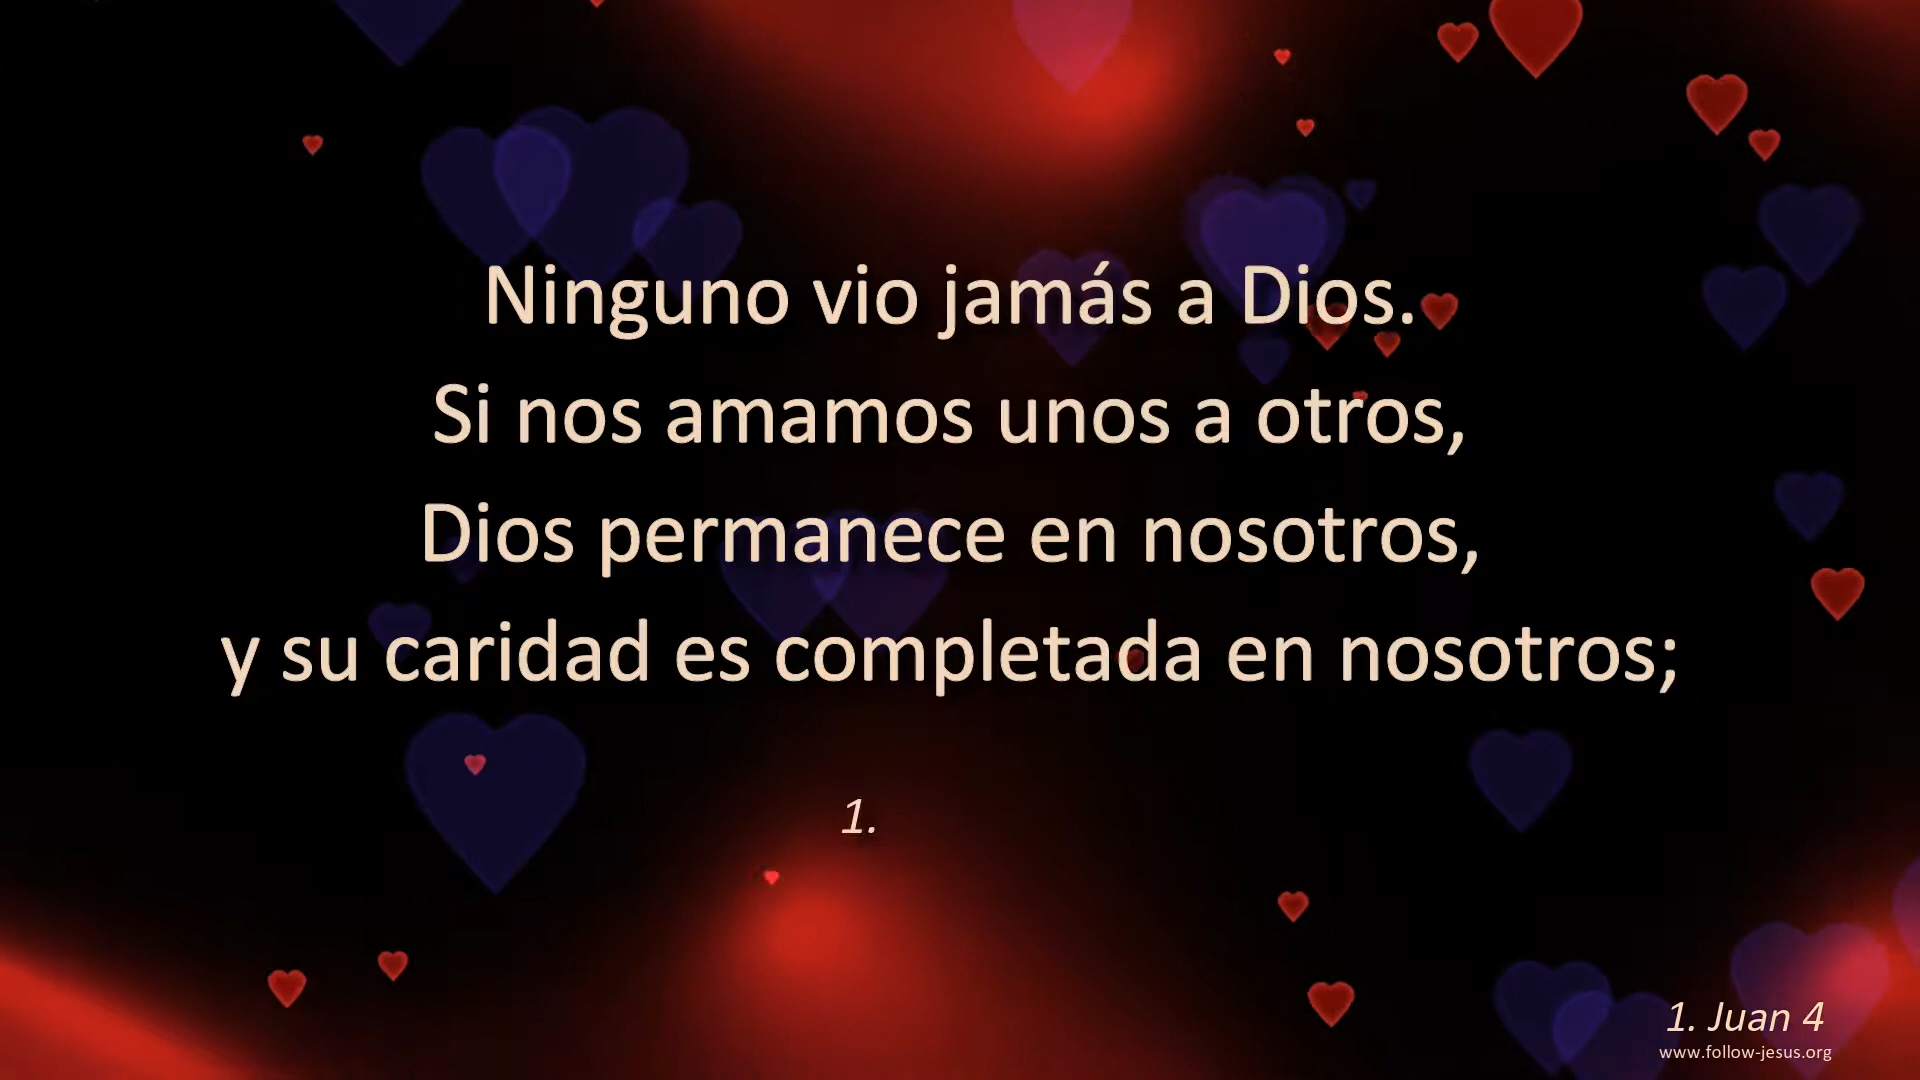 Ninguno vio jamás a Dios.
Si nos amamos unos a otros,
Dios permanece en nosotros,
y su caridad es completada en nosotros;
1.
1. Juan 4
www.follow-jesus.org